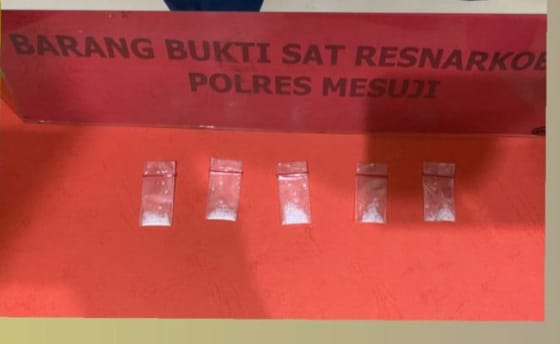 BARANG BUKTI SAT RESNARKOB
POLRES MESUJI